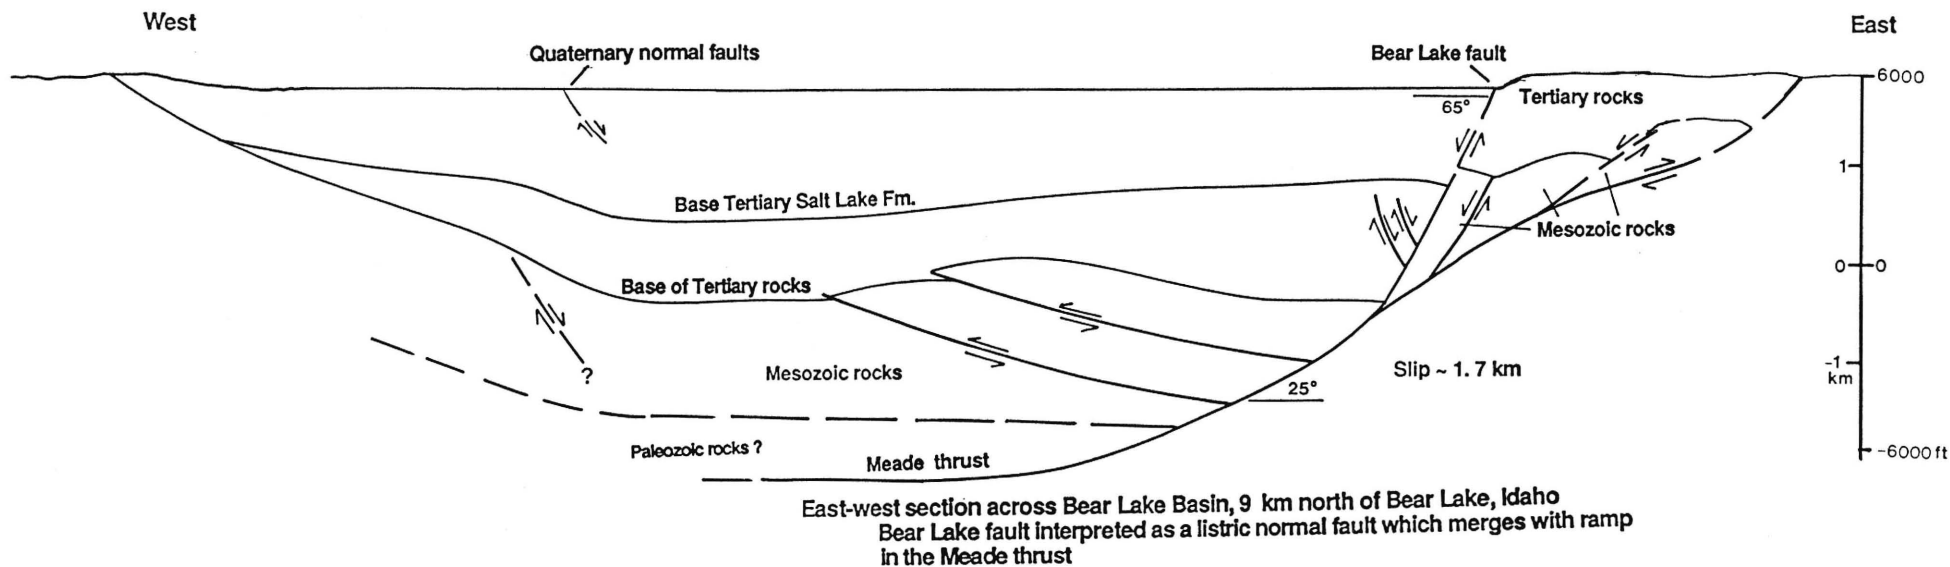 West
East
Quaternary normal faults
Bear Lake fault
6000
65°
Tertiary rocks
1
Base Tertiary Salt Lake Fm.
Mesozoic rocks
0
0
Base of Tertiary rocks
-1
km
Slip ~ 1.7 km
?
Mesozoic rocks
25°
Paleozoic rocks ?
-6000 ft
Meade thrust
East-west section across Bear Lake Basin, 9 km north of Bear Lake, Idaho
Bear Lake fault interpreted as a listric normal fault which merges with ramp
in the Meade thrust